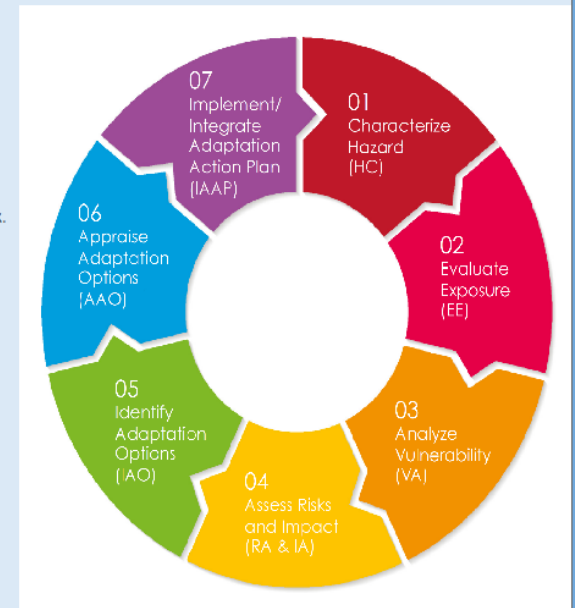 01
Characterize
Hazard
(HC)
02
Evaluate
Exposure
(EE)
03
Analyze
Vulnerability
(VA)
04
Assess Risks
and Impact
(RA & IA)
05
Identify
Adaptation
Options
(IAO)
06
Appraise
Adaptation
Options
(AAO)
07
Implement/
Integrate
Adaptation
Action Plan
(IAAP)